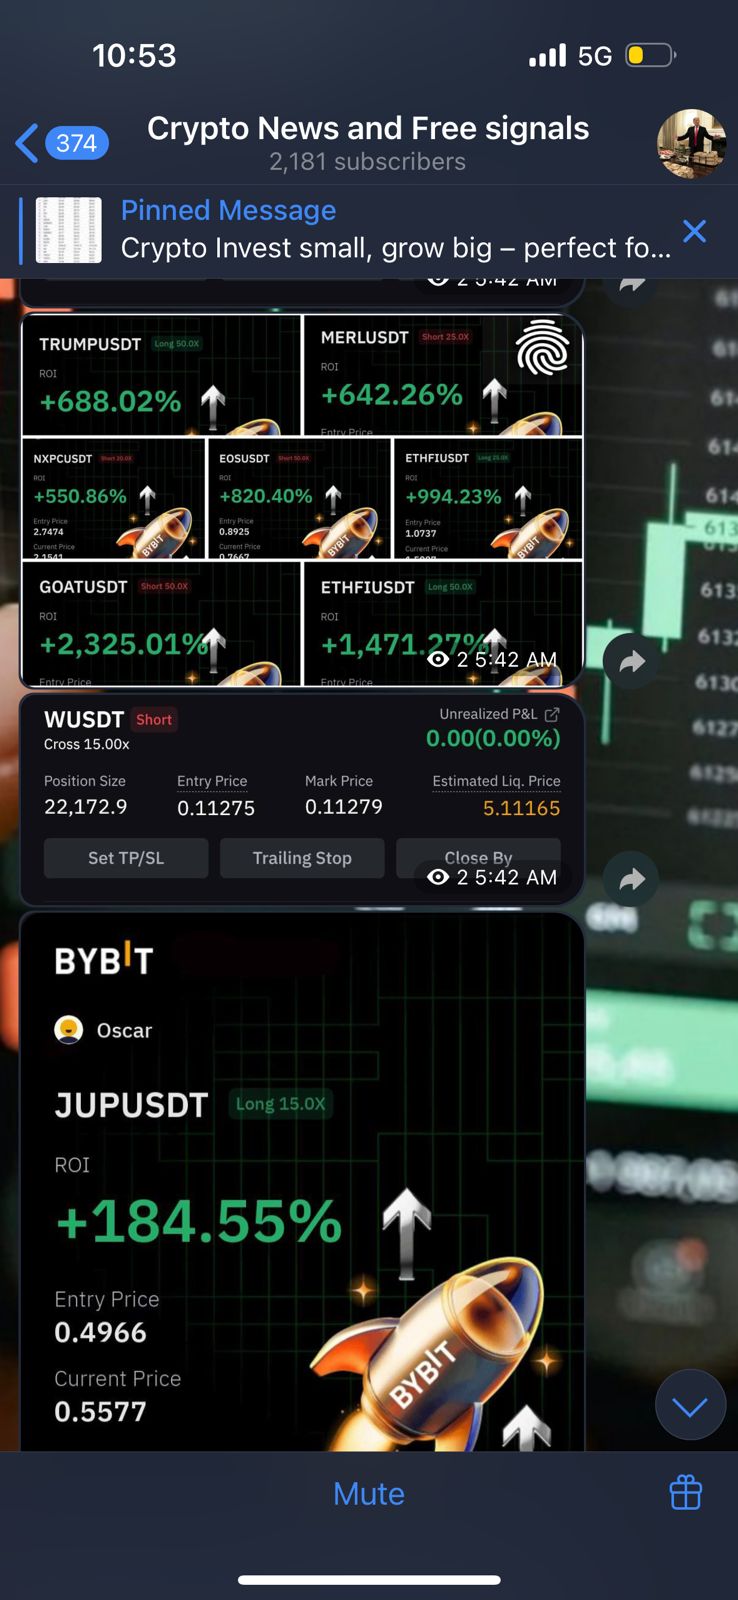 10:53
5G
374
Crypto News and Free signals
2,181 subscribers
Pinned Message
Crypto Invest small, grow big – perfect fo...
2 5:42 AM
TRUMPUSDT Long 50.0X
ROI
+688.02%
MERLUSDT Short 25.0X
ROI
+642.26%
Entry Price
NXPCUSDT Short 20.0X
ROI
+550.86%
Entry Price
2.7474
Current Price
2.1541
EOSUSDT Short 50.0X
ROI
+820.40%
Entry Price
0.8925
Current Price
0.7667
ETHFIUSDT Long 25.0X
ROI
+994.23%
Entry Price
1.0737
Current Price
BYBIT
BYBIT
BYBIT
GOATUSDT Short 50.0X
ROI
+2,325.01%
Entry Price
ETHFIUSDT Long 50.0X
ROI
+1,471.27%
2 5:42 AM
WUSDT Short
Cross 15.00x
Unrealized P&L
0.00(0.00%)
Position Size
22,172.9
Entry Price
0.11275
Mark Price
0.11279
Estimated Liq. Price
5.11165
Set TP/SL
Trailing Stop
Close By
2 5:42 AM
BYBIT
Oscar
JUPUSDT Long 15.0X
ROI
+184.55%
Entry Price
0.4966
Current Price
0.5577
BYBIT
Mute